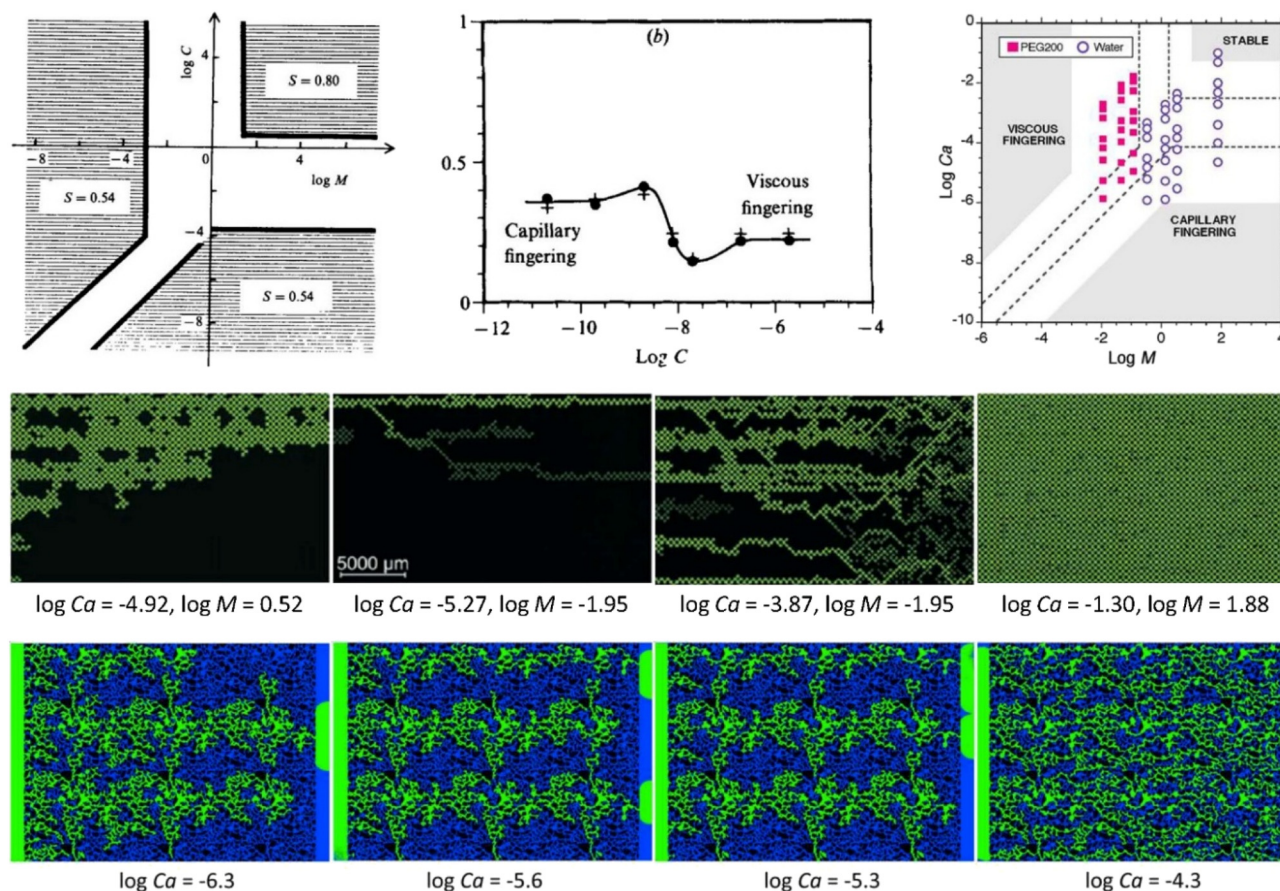 log C
4
S = 0.80
−8
−4
0
4
log M
S = 0.54
−4
S = 0.54
−8
1
(b)
0.5
Capillary
fingering
Viscous
fingering
0
−12
−10
−8
−6
−4
Log C
0
PEG200
Water
STABLE
-2
VISCOUS
FINGERING
-4
Log Ca
-6
CAPILLARY
FINGERING
-8
-10
-6
-4
-2
0
2
4
Log M
5000 µm
log Ca = -4.92, log M = 0.52
log Ca = -5.27, log M = -1.95
log Ca = -3.87, log M = -1.95
log Ca = -1.30, log M = 1.88
log Ca = -6.3
log Ca = -5.6
log Ca = -5.3
log Ca = -4.3